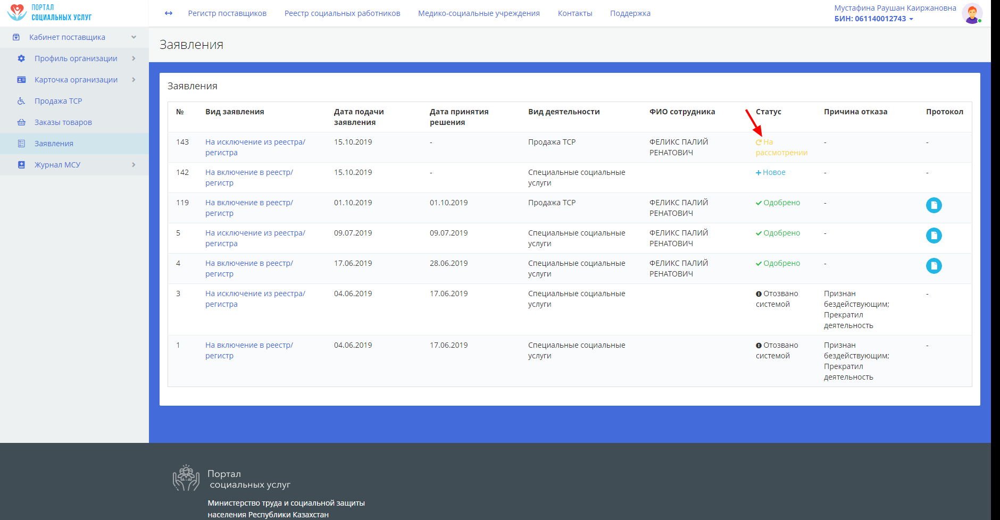 ПОРТАЛ
СОЦИАЛЬНЫХ УСЛУГ
Регистр поставщиков
Реестр социальных работников
Медико-социальные учреждения
Контакты
Поддержка
Мустафина Раушан Каиржановна
БИН: 061140012743
Кабинет поставщика
Профиль организации
Карточка организации
Продажа ТСР
Заказы товаров
Заявления
Журнал МСУ
Заявления
Заявления
№ Вид заявления Дата подачи Дата принятия Вид деятельности ФИО сотрудника Статус Причина отказа Протокол
заявления решения
143 На исключение из реестра/ 15.10.2019 - Продажа ТСР ФЕЛИКС ПАЛИЙ На - -
регистра РЕНАТОВИЧ рассмотрении
142 На включение в реестр/ 15.10.2019 - Специальные социальные Новое - -
регистр услуги
119 На включение в реестр/ 01.10.2019 01.10.2019 Продажа ТСР ФЕЛИКС ПАЛИЙ Одобрено -
регистр РЕНАТОВИЧ
5 На исключение из реестра/ 09.07.2019 09.07.2019 Специальные социальные ФЕЛИКС ПАЛИЙ Одобрено -
регистра услуги РЕНАТОВИЧ
4 На включение в реестр/ 17.06.2019 28.06.2019 Специальные социальные ФЕЛИКС ПАЛИЙ Одобрено -
регистр услуги РЕНАТОВИЧ
3 На исключение из реестра/ 04.06.2019 17.06.2019 Специальные социальные Отозвано Признан -
регистра услуги системой бездействующим;
Прекратил
деятельность
1 На включение в реестр/ 04.06.2019 17.06.2019 Специальные социальные Отозвано Признан -
регистр услуги системой бездействующим;
Прекратил
деятельность
Портал
социальных услуг
Министерство труда и социальной защиты
населения Республики Казахстан